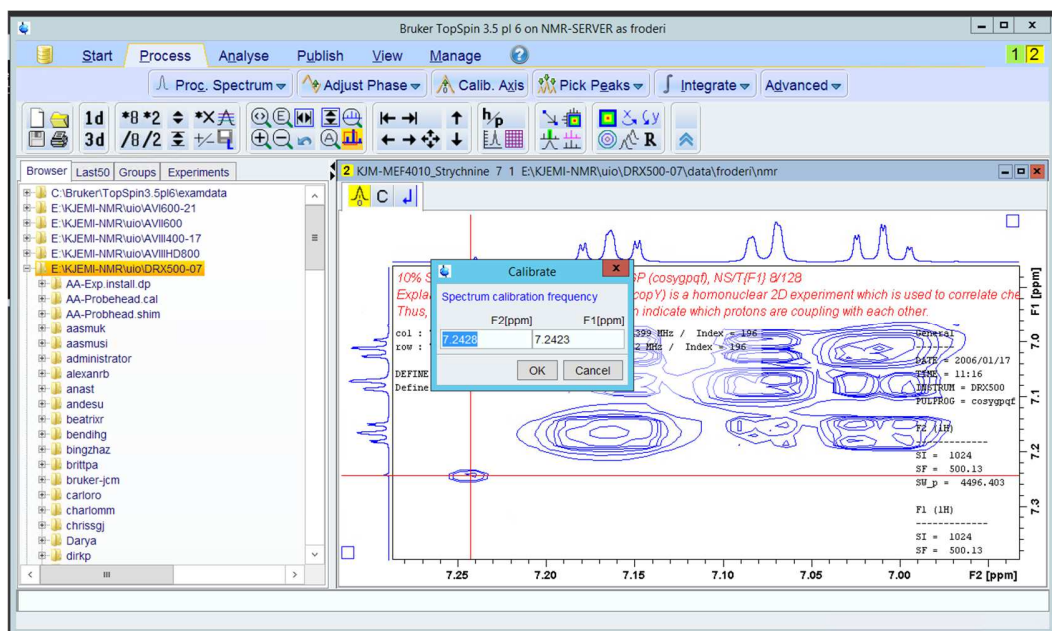 Bruker TopSpin 3.5 pl 6 on NMR-SERVER as froderi
Start Process Analyse Publish View Manage ? 1 2
Proc. Spectrum Adjust Phase Calib. Axis Pick Peaks Integrate Advanced
1d *8 *2 *X h/p
3d /8 /2 +/- R
Browser Last50 Groups Experiments
2 KJM-MEF4010_Strychnine 7 1 E:\KJEMI-NMR\uio\DRX500-07\data\froderi\nmr
C
C:\Bruker\TopSpin3.5pl6\examdata
E:\KJEMI-NMR\uio\AVI600-21
E:\KJEMI-NMR\uio\AVII600
E:\KJEMI-NMR\uio\AVIII400-17
E:\KJEMI-NMR\uio\AVIIIHD800
E:\KJEMI-NMR\uio\DRX500-07
AA-Exp.install.dp
AA-Probehead.cal
AA-Probhead.shim
aasmuk
aasmusi
administrator
alexanrb
anast
andesu
beatrixr
bendihg
bingzhaz
brittpa
bruker-jcm
carloro
charlomm
chrissgj
Darya
dirkp
10% S
P (cosygpqf), NS/T{F1} 8/128
Expla
copY) is a homonuclear 2D experiment which is used to correlate che
Thus,
indicate which protons are coupling with each other.
col :
399 MHz / Index = 196
row :
2 MHz / Index = 196
DEFINE
Define
Calibrate
Spectrum calibration frequency
F2[ppm] F1[ppm]
7.2428 7.2423
OK Cancel
General
DATE = 2006/01/17
TIME = 11:16
INSTRUM = DRX500
PULPROG = cosygpqf
F2 (1H)
SI = 1024
SF = 500.13
SW_p = 4496.403
F1 (1H)
SI = 1024
SF = 500.13
F1 [ppm]
7.0
7.1
7.2
7.3
7.25 7.20 7.15 7.10 7.05 7.00 F2 [ppm]